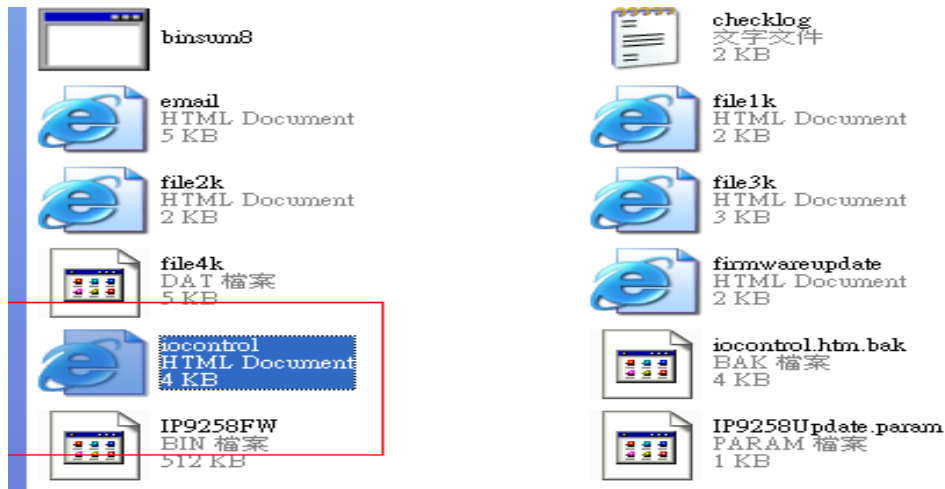 binsum8
checklog
文字文件
2 KB
email
HTML Document
5 KB
file1k
HTML Document
2 KB
file2k
HTML Document
2 KB
file3k
HTML Document
3 KB
file4k
DAT 檔案
5 KB
firmwareupdate
HTML Document
2 KB
iocontrol
HTML Document
4 KB
iocontrol.htm.bak
BAK 檔案
4 KB
IP9258FW
BIN 檔案
512 KB
IP9258Update.param
PARAM 檔案
1 KB